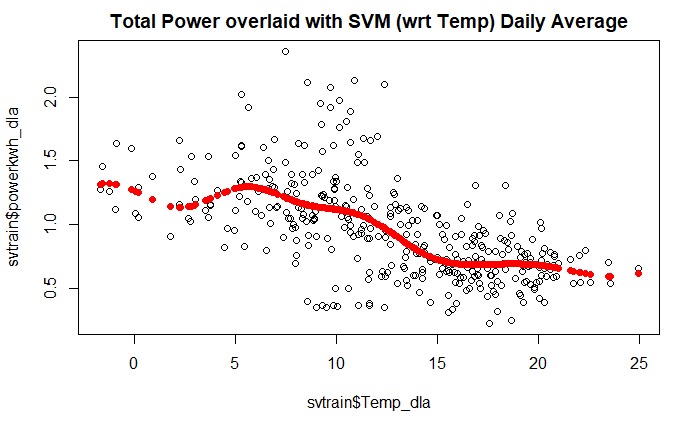 Total Power overlaid with SVM (wrt Temp) Daily Average
svtrain$powerkwh_dla
2.0
1.5
1.0
0.5
0 5 10 15 20 25
svtrain$Temp_dla